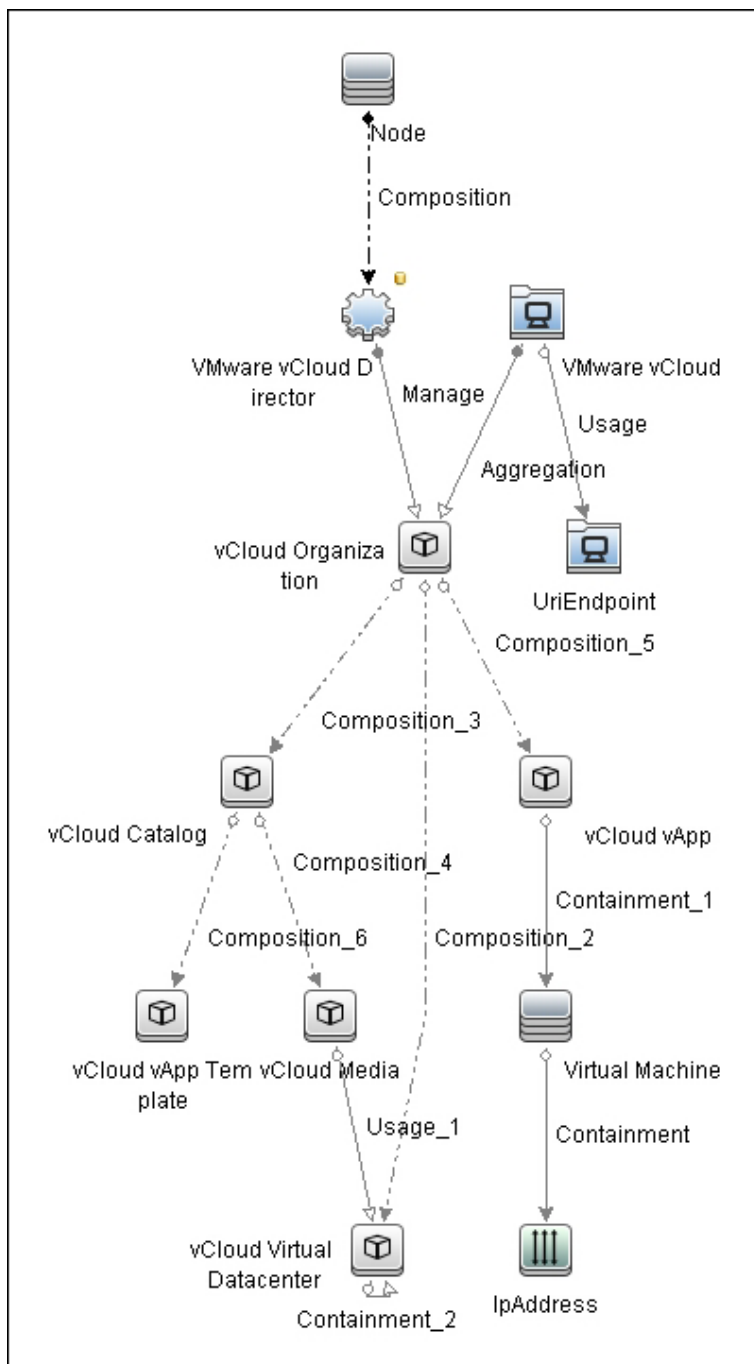 Node
Composition
VMware vCloud D
irector
VMware vCloud
Manage
Usage
Aggregation
vCloud Organiza
tion
UriEndpoint
Composition_5
Composition_3
vCloud Catalog
vCloud vApp
Composition_4
Containment_1
Composition_6
Composition_2
vCloud vApp Tem
plate
vCloud Media
Virtual Machine
Usage_1
Containment
vCloud Virtual
Datacenter
IpAddress
Containment_2